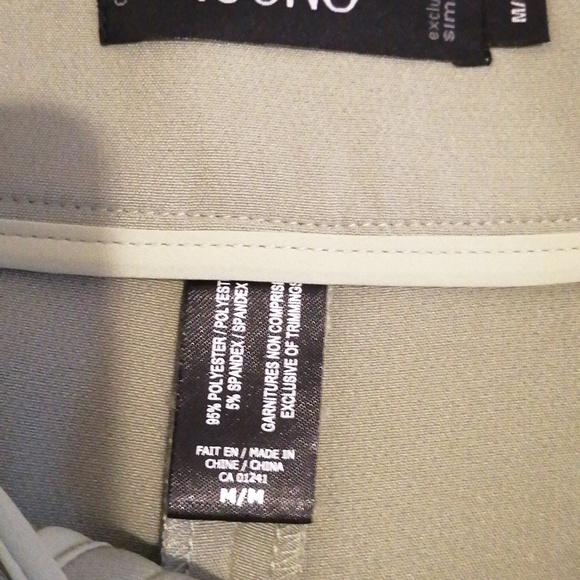 exclu
sim
M/
95% POLYESTER / POLYEST
5% SPANDEX / SPANDEX
GARNITURES NON COMPRIS
EXCLUSIVE OF TRIMMINGS
FAIT EN / MADE IN
CHINE / CHINA
CA 01241
M/M